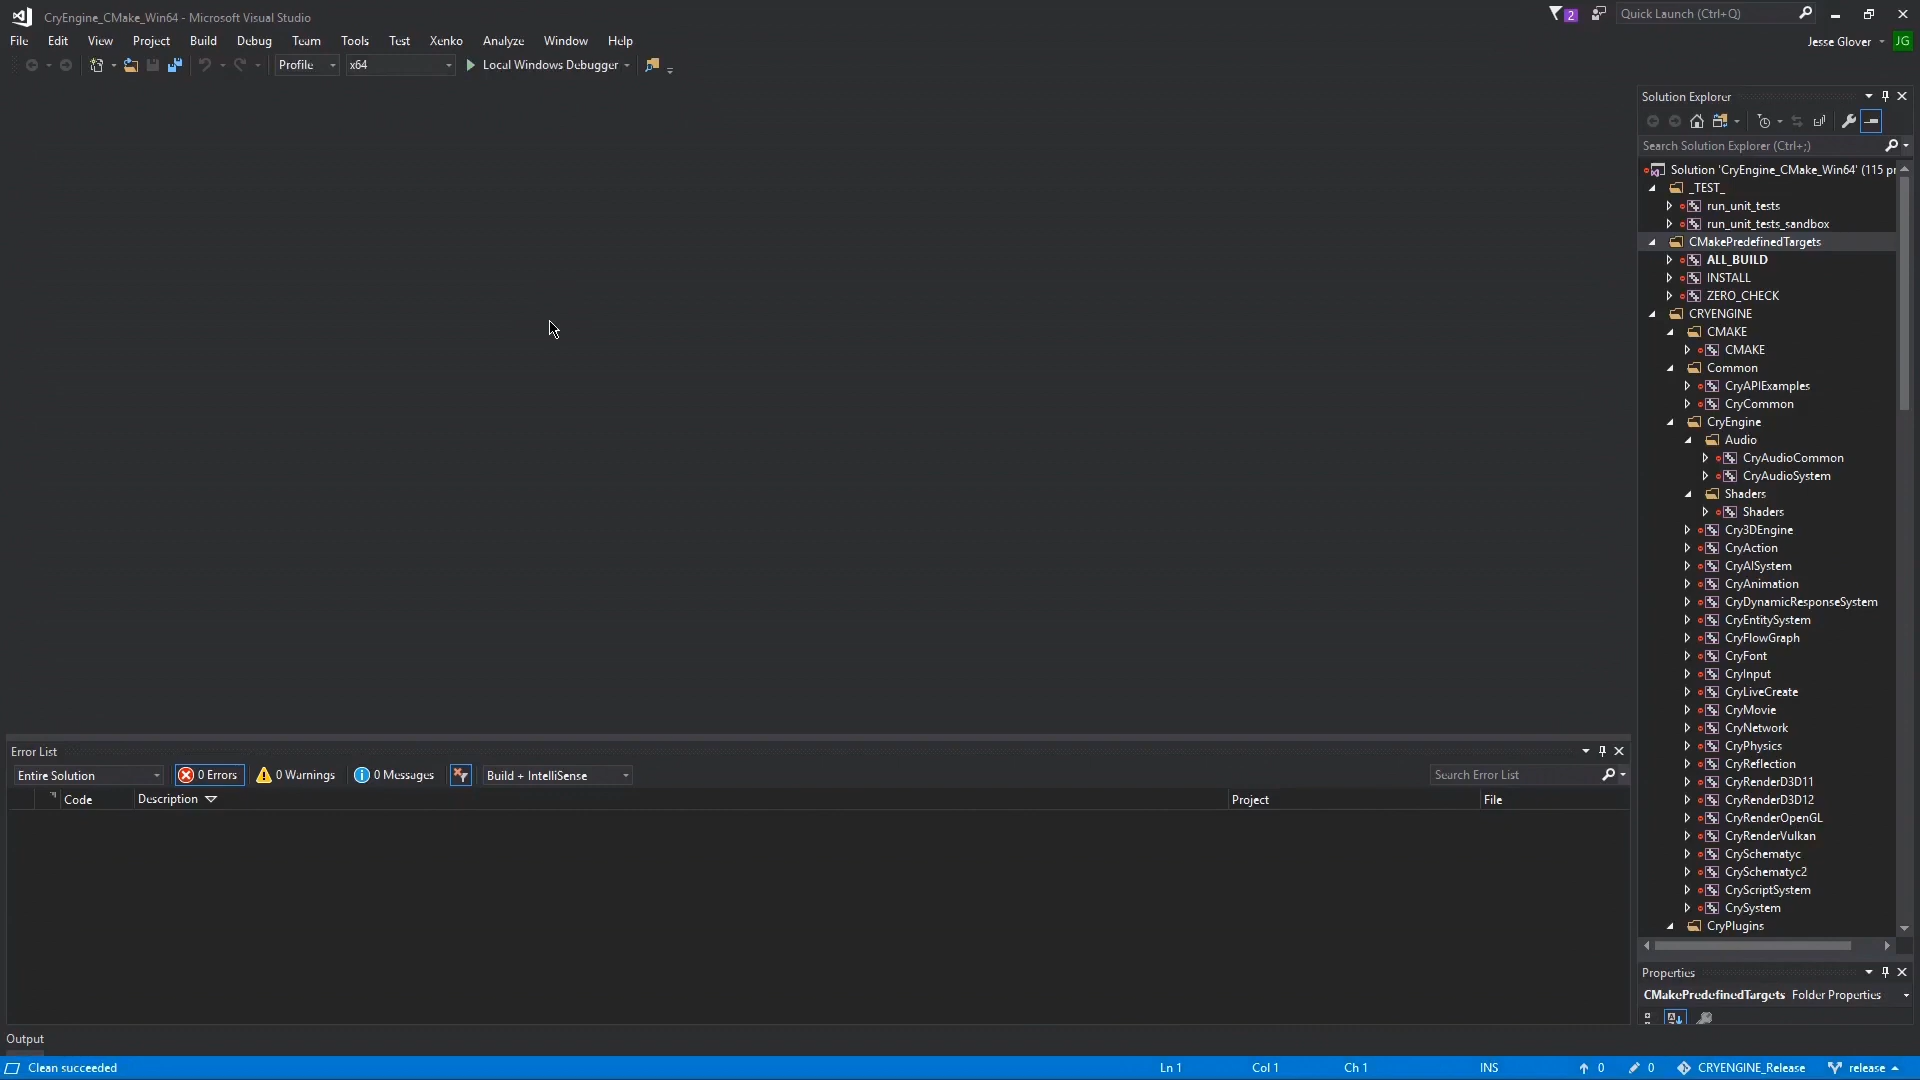 CryEngine_CMake_Win64 - Microsoft Visual Studio
2
Quick Launch (Ctrl+Q)
File Edit View Project Build Debug Team Tools Test Xenko Analyze Window Help
Jesse Glover JG
Profile x64 Local Windows Debugger
Solution Explorer
Search Solution Explorer (Ctrl+;)
Solution 'CryEngine_CMake_Win64' (115 pr
_TEST_
run_unit_tests
run_unit_tests_sandbox
CMakePredefinedTargets
ALL_BUILD
INSTALL
ZERO_CHECK
CRYENGINE
CMAKE
CMAKE
Common
CryAPIExamples
CryCommon
CryEngine
Audio
CryAudioCommon
CryAudioSystem
Shaders
Shaders
Cry3DEngine
CryAction
CryAISystem
CryAnimation
CryDynamicResponseSystem
CryEntitySystem
CryFlowGraph
CryFont
CryInput
CryLiveCreate
CryMovie
CryNetwork
CryPhysics
CryReflection
CryRenderD3D11
CryRenderD3D12
CryRenderOpenGL
CryRenderVulkan
CrySchematyc
CrySchematyc2
CryScriptSystem
CrySystem
CryPlugins
Properties
CMakePredefinedTargets Folder Properties
Error List
Entire Solution 0 Errors 0 Warnings 0 Messages Build + IntelliSense
Search Error List
Code Description Project File
Output
Clean succeeded Ln 1 Col 1 Ch 1 INS 0 0 CRYENGINE_Release release